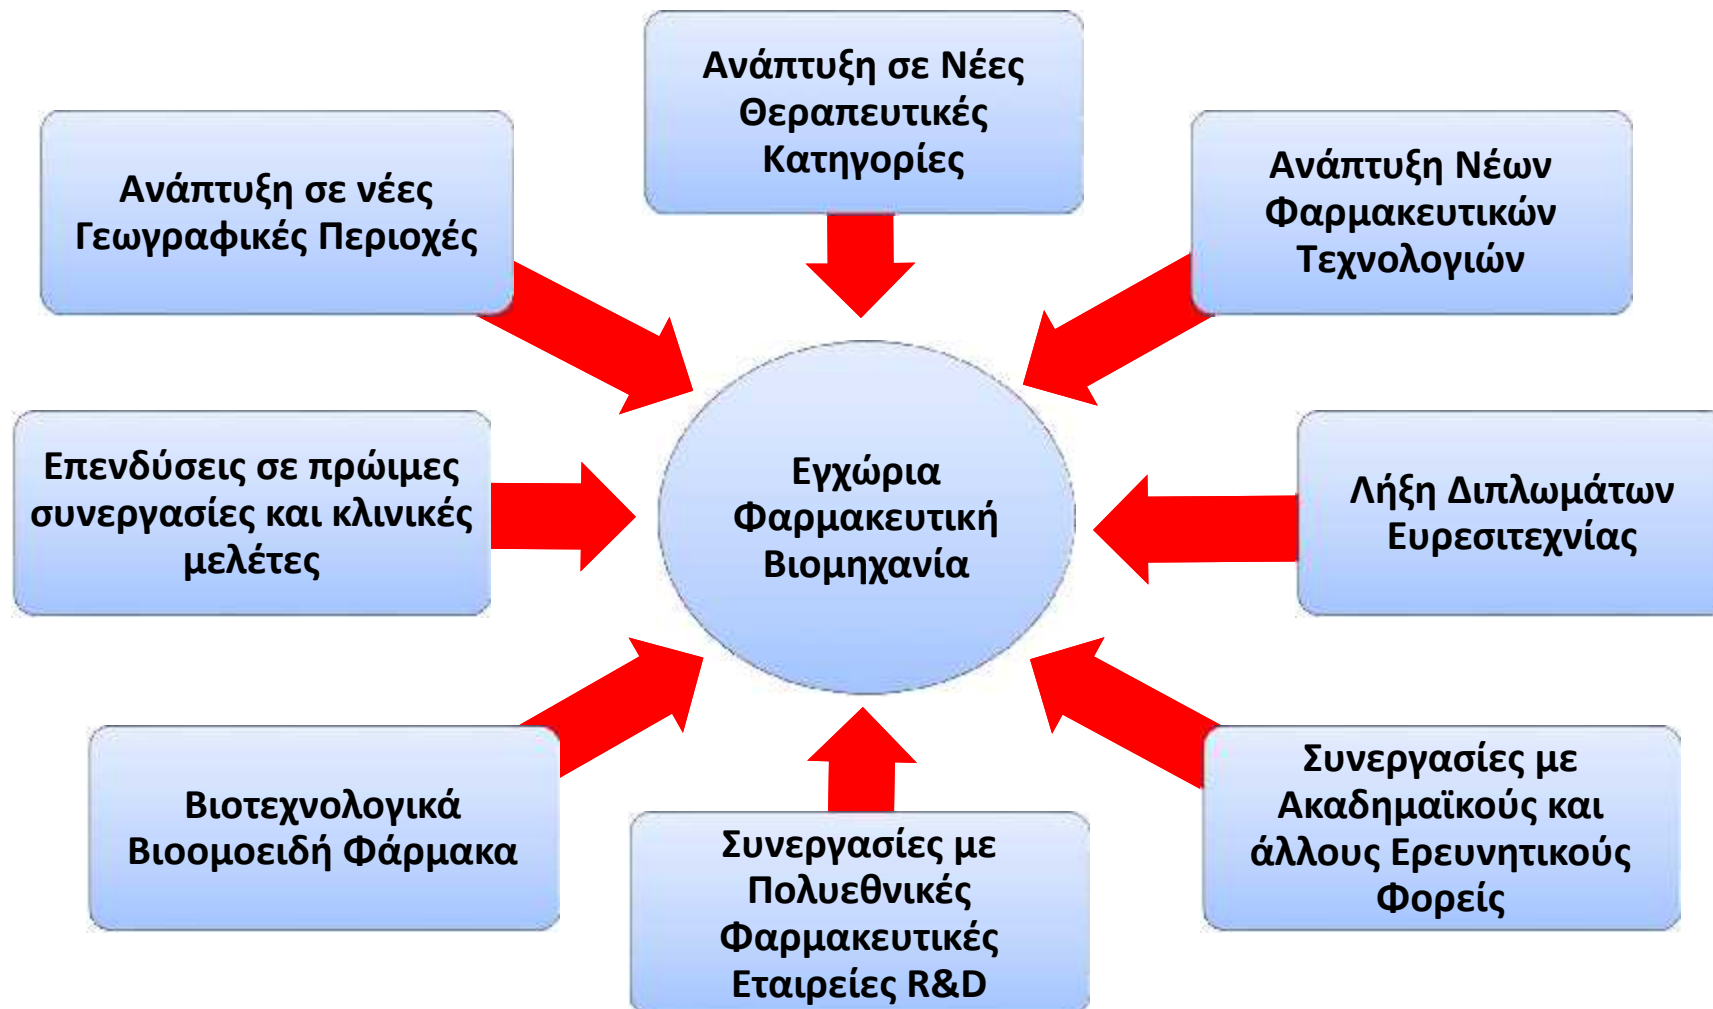 Ανάπτυξη σε Νέες
Θεραπευτικές
Κατηγορίες
Ανάπτυξη σε νέες
Γεωγραφικές Περιοχές
Ανάπτυξη Νέων
Φαρμακευτικών
Τεχνολογιών
Επενδύσεις σε πρώιμες
συνεργασίες και κλινικές
μελέτες
Εγχώρια
Φαρμακευτική
Βιομηχανία
Λήξη Διπλωμάτων
Ευρεσιτεχνίας
Βιοτεχνολογικά
Βιοομοειδή Φάρμακα
Συνεργασίες με
Πολυεθνικές
Φαρμακευτικές
Εταιρείες R&D
Συνεργασίες με
Ακαδημαϊκούς και
άλλους Ερευνητικούς
Φορείς